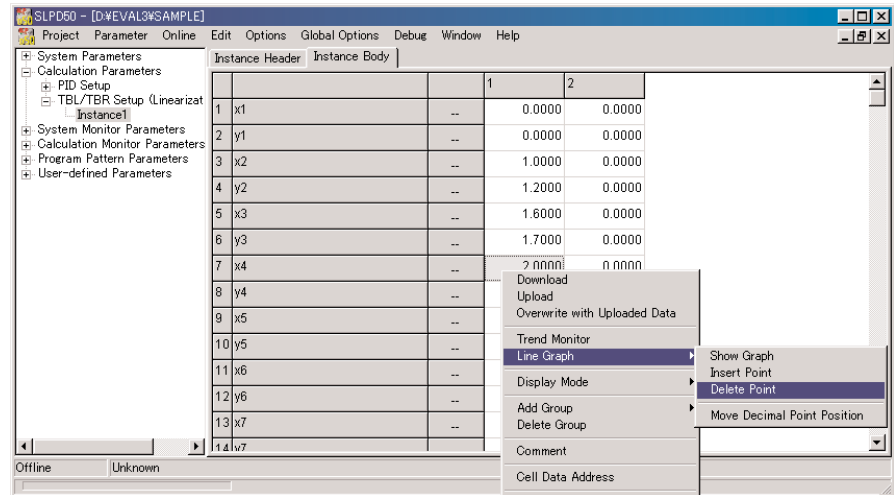 SLPD50 - [D:¥EVAL3¥SAMPLE]
Project Parameter Online Edit Options Global Options Debug Window Help
System Parameters
Calculation Parameters
PID Setup
TBL/TBR Setup (Linearizat
Instance1
System Monitor Parameters
Calculation Monitor Parameters
Program Pattern Parameters
User-defined Parameters
Instance Header Instance Body
1 2
1 x1 -- 0.0000 0.0000
2 y1 -- 0.0000 0.0000
3 x2 -- 1.0000 0.0000
4 y2 -- 1.2000 0.0000
5 x3 -- 1.6000 0.0000
6 y3 -- 1.7000 0.0000
7 x4 -- 2.0000 0.0000
8 y4 --
9 x5 --
10 y5 --
11 x6 --
12 y6 --
13 x7 --
14 y7
Download
Upload
Overwrite with Uploaded Data
Trend Monitor
Line Graph
Display Mode
Add Group
Delete Group
Comment
Cell Data Address
Show Graph
Insert Point
Delete Point
Move Decimal Point Position
Offline Unknown